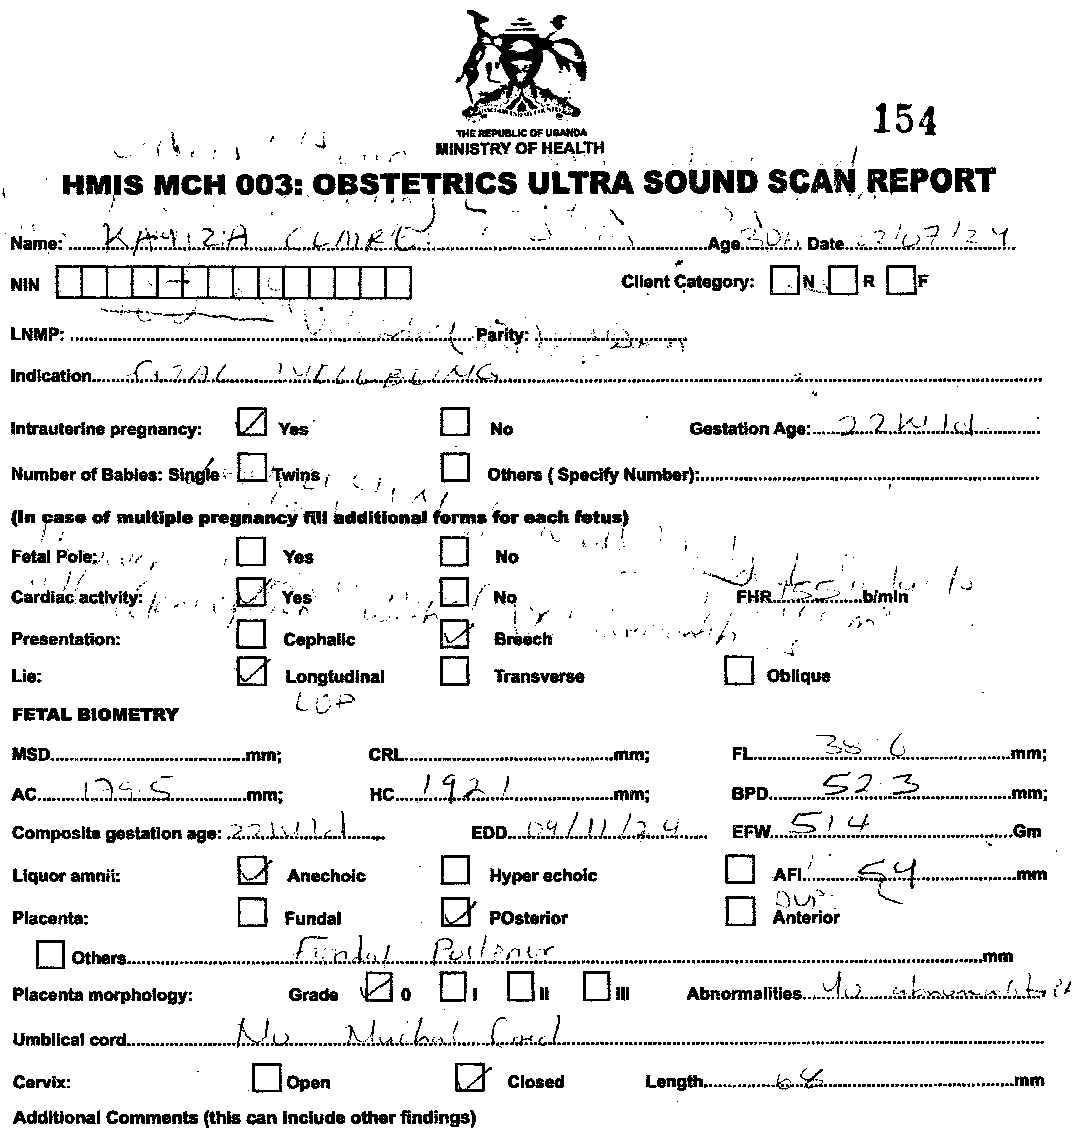 154
THE REPUBLIC OF UGANDA
MINISTRY OF HEALTH
HMIS MCH 003: OBSTETRICS ULTRA SOUND SCAN REPORT
Name: KAYIZA CLAIRE Age 30 Date 02/07/24
NIN Client Category: N R F
LNMP: Parity:
Indication FETAL WELLBEING
Intrauterine pregnancy: Yes No Gestation Age: 22W1d
Number of Babies: Single Twins Others ( Specify Number):
(In case of multiple pregnancy fill additional forms for each fetus)
Fetal Pole: Yes No
Cardiac activity: Yes No FHR 155 b/min
Presentation: Cephalic Breech
Lie: Longtudinal Transverse Oblique
FETAL BIOMETRY
MSD mm; CRL mm; FL 38.6 mm;
AC 179.5 mm; HC 192.1 mm; BPD 52.3 mm;
Composite gestation age: 22W1d EDD 09/11/24 EFW 514 Gm
Liquor amnii: Anechoic Hyper echoic AFI 54 mm
DVP
Placenta: Fundal POsterior Anterior
Others Fundal Posterior mm
Placenta morphology: Grade 0 I II III Abnormalities No abnormalities
Umblical cord No Nuchal Cord
Cervix: Open Closed Length mm
Additional Comments (this can include other findings)